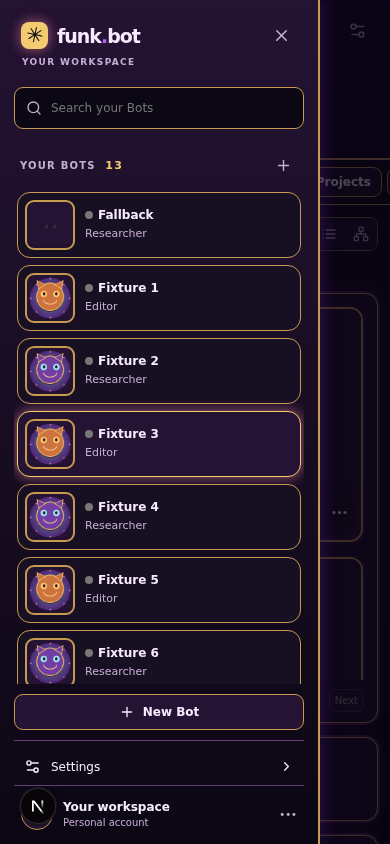 funk.bot
YOUR WORKSPACE
Search your Bots
YOUR BOTS 13
Fallback
Researcher
Fixture 1
Editor
Fixture 2
Researcher
Fixture 3
Editor
Fixture 4
Researcher
Fixture 5
Editor
Fixture 6
Researcher
New Bot
Settings
N
Your workspace
Personal account
Projects
Next